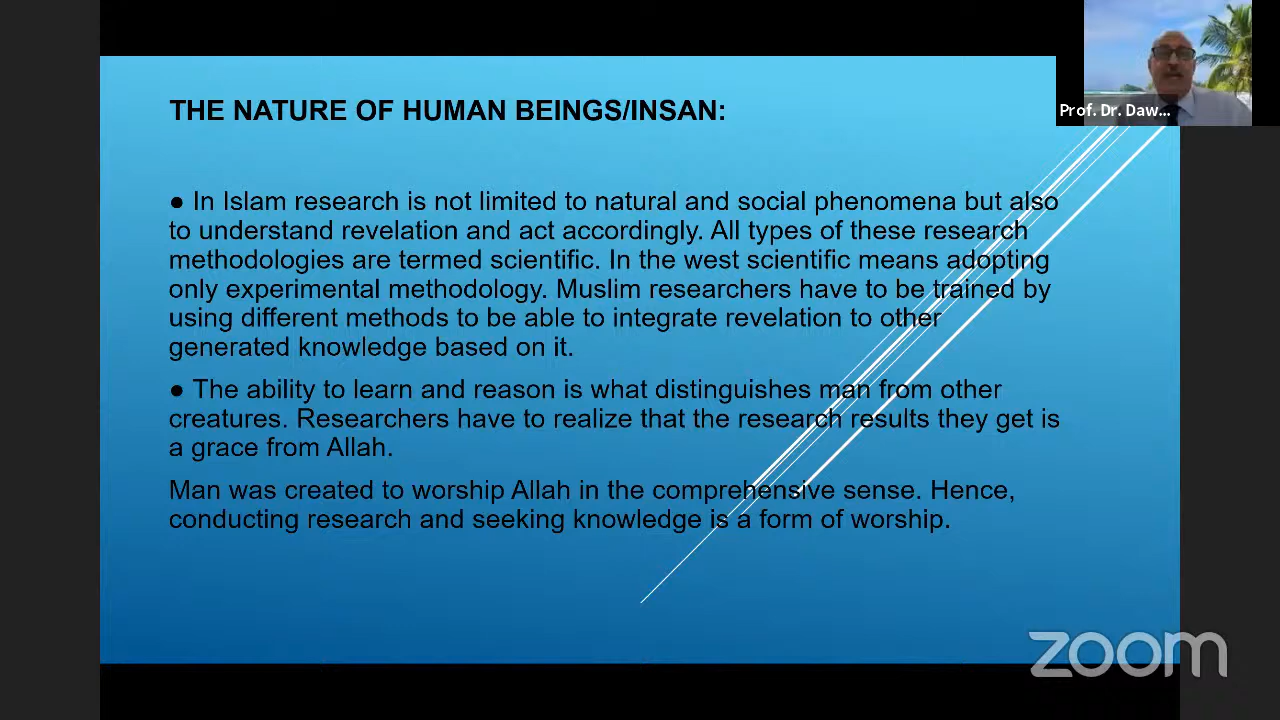 THE NATURE OF HUMAN BEINGS/INSAN:
Prof. Dr. Daw...
● In Islam research is not limited to natural and social phenomena but also
to understand revelation and act accordingly. All types of these research
methodologies are termed scientific. In the west scientific means adopting
only experimental methodology. Muslim researchers have to be trained by
using different methods to be able to integrate revelation to other
generated knowledge based on it.
● The ability to learn and reason is what distinguishes man from other
creatures. Researchers have to realize that the research results they get is
a grace from Allah.
Man was created to worship Allah in the comprehensive sense. Hence,
conducting research and seeking knowledge is a form of worship.
zoom